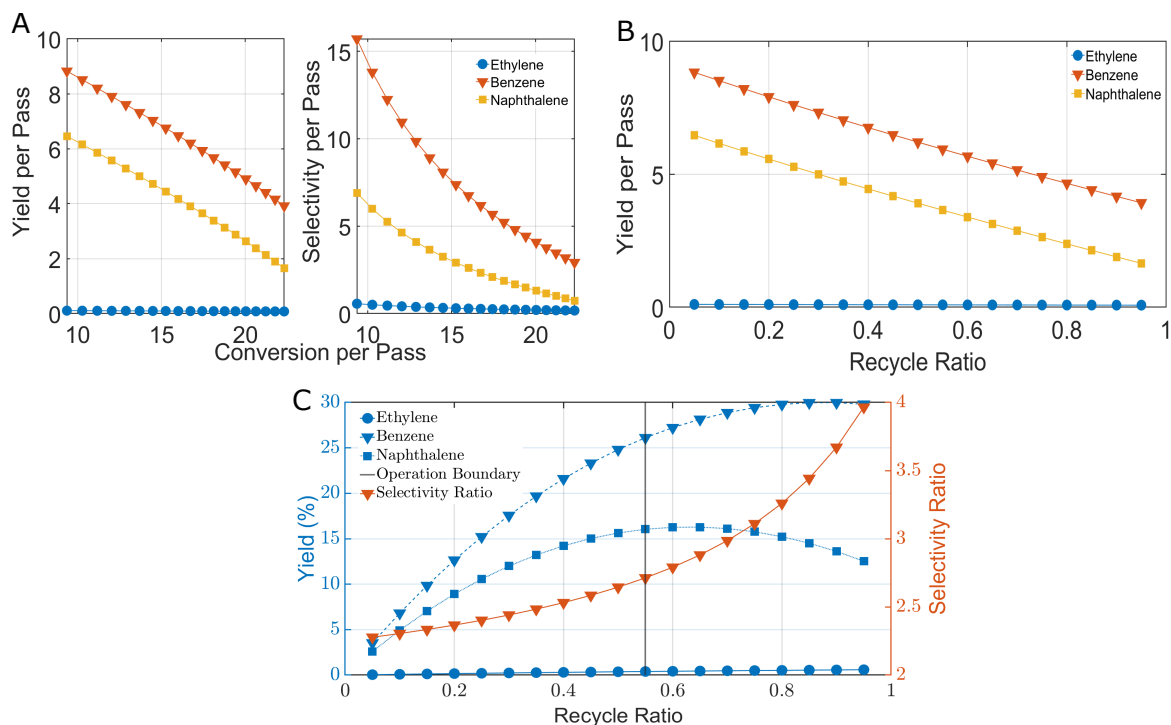 A
Yield per Pass
10
8
6
4
2
0
10 15 20
Selectivity per Pass
15
10
5
0
10 15 20
Ethylene
Benzene
Naphthalene
Conversion per Pass
B
Yield per Pass
10
5
0
0 0.2 0.4 0.6 0.8 1
Ethylene
Benzene
Naphthalene
Recycle Ratio
C
Yield (%)
30
25
20
15
10
5
0
Ethylene
Benzene
Naphthalene
Operation Boundary
Selectivity Ratio
4
3.5
3
2.5
2
Selectivity Ratio
0 0.2 0.4 0.6 0.8 1
Recycle Ratio